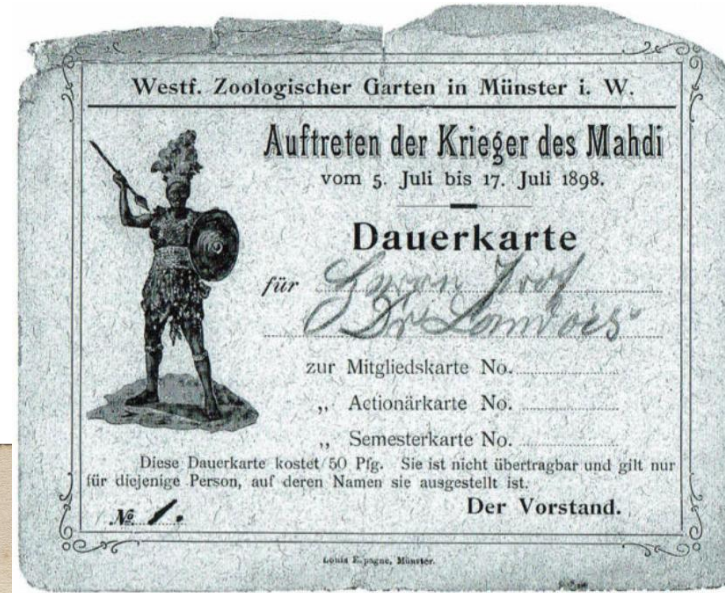 Westf. Zoologischer Garten in Münster i. W.
Auftreten der Krieger des Mahdi
vom 5. Juli bis 17. Juli 1898.
Dauerkarte
für Herrn Prof
Dr Landois
zur Mitgliedskarte No.
„ Actionärkarte No.
„ Semesterkarte No.
Diese Dauerkarte kostet 50 Pfg. Sie ist nicht übertragbar und gilt nur
für diejenige Person, auf deren Namen sie ausgestellt ist.
№ 1.
Der Vorstand.
Louis Espagne, Münster.